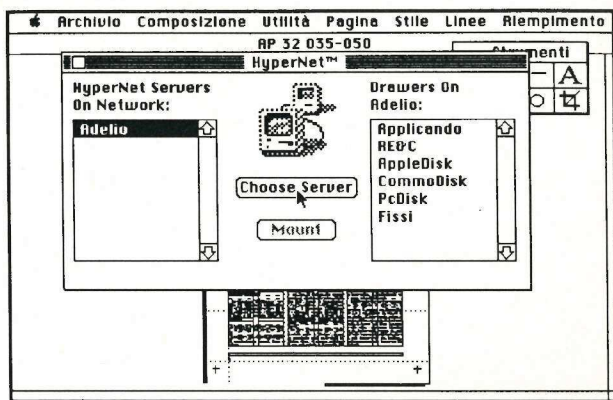 Archivio Composizione Utilità Pagina Stile Linee Riempimento
AP 32 035-050
Strumenti
A
HyperNet™
HyperNet Servers
On Network:
Adelio
Choose Server
Mount
Drawers On
Adelio:
Applicando
RE&C
AppleDisk
CommoDisk
PcDisk
Fissi